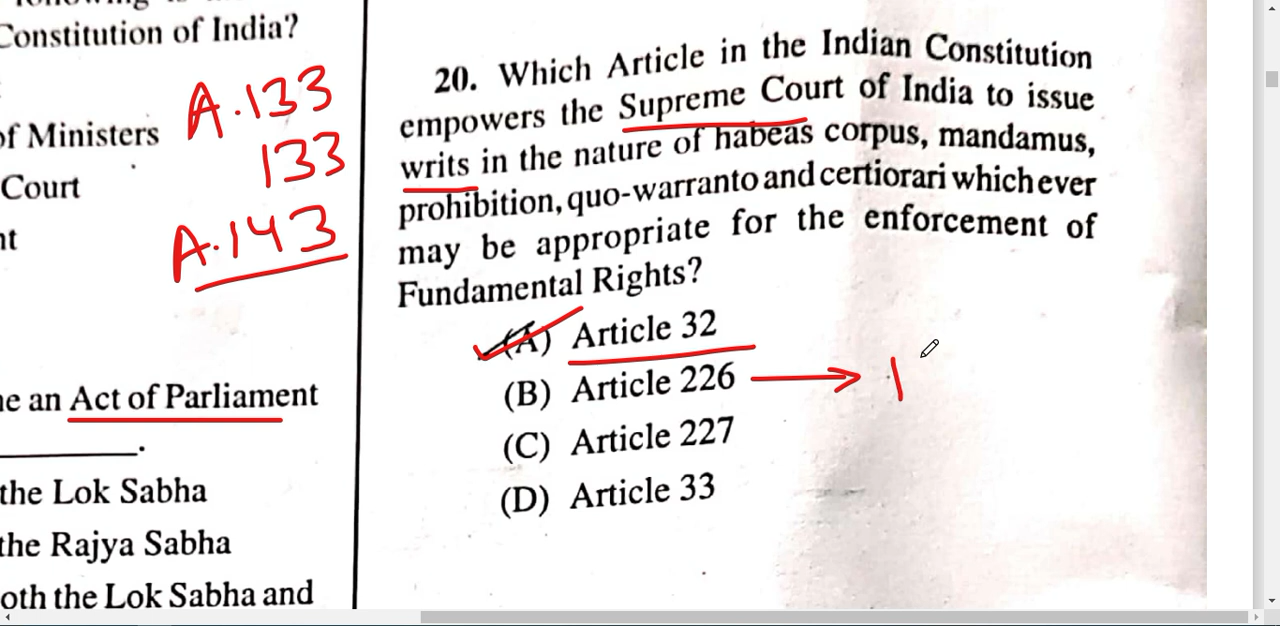 Constitution of India?
of Ministers
Court
A.133
133
A.143
Act of Parliament
the Lok Sabha
the Rajya Sabha
the Lok Sabha and
20. Which Article in the Indian Constitution
empowers the Supreme Court of India to issue
writs in the nature of habeas corpus, mandamus,
prohibition, quo-warranto and certiorari which ever
may be appropriate for the enforcement of
Fundamental Rights?
(A) Article 32
(B) Article 226
(C) Article 227
(D) Article 33